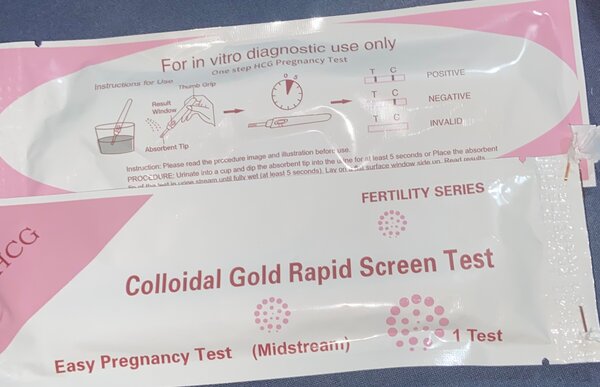 For in vitro diagnostic use only
One step HCG Pregnancy Test
Instructions for Use
Thumb Grip
Result
Window
Absorbent Tip
0 5
T C
POSITIVE
T C
NEGATIVE
T C
INVALID
Instruction: Please read the procedure image and illustration before use.
PROCEDURE: Urinate into a cup and dip the absorbent tip into the urine for at least 5 seconds or Place the absorbent
tip of the test in urine stream until fully wet (at least 5 seconds). Lay on a flat surface window side up. Read results
HCG
FERTILITY SERIES
Colloidal Gold Rapid Screen Test
Easy Pregnancy Test (Midstream) 1 Test